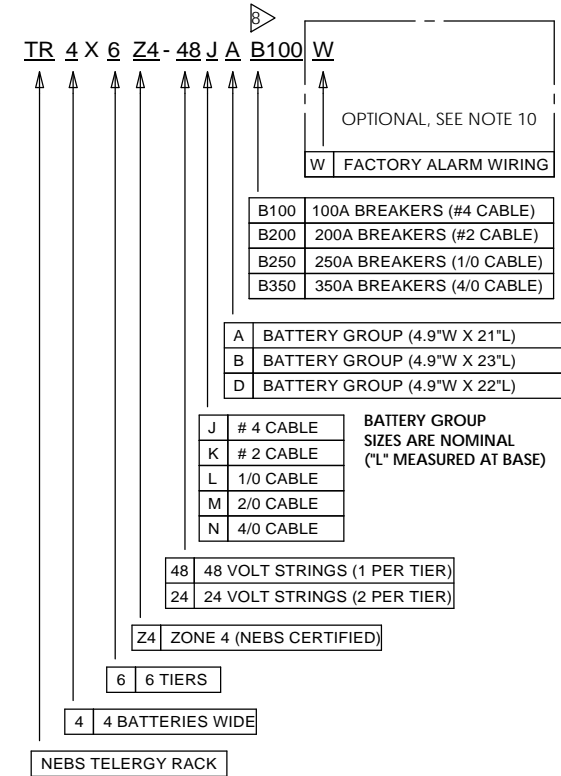 8
TR 4 X 6 Z4 - 48 J A B100 W
OPTIONAL, SEE NOTE 10
W FACTORY ALARM WIRING
B100 100A BREAKERS (#4 CABLE)
B200 200A BREAKERS (#2 CABLE)
B250 250A BREAKERS (1/0 CABLE)
B350 350A BREAKERS (4/0 CABLE)
A BATTERY GROUP (4.9"W X 21"L)
B BATTERY GROUP (4.9"W X 23"L)
D BATTERY GROUP (4.9"W X 22"L)
J # 4 CABLE
K # 2 CABLE
L 1/0 CABLE
M 2/0 CABLE
N 4/0 CABLE
BATTERY GROUP
SIZES ARE NOMINAL
("L" MEASURED AT BASE)
48 48 VOLT STRINGS (1 PER TIER)
24 24 VOLT STRINGS (2 PER TIER)
Z4 ZONE 4 (NEBS CERTIFIED)
6 6 TIERS
4 4 BATTERIES WIDE
NEBS TELERGY RACK